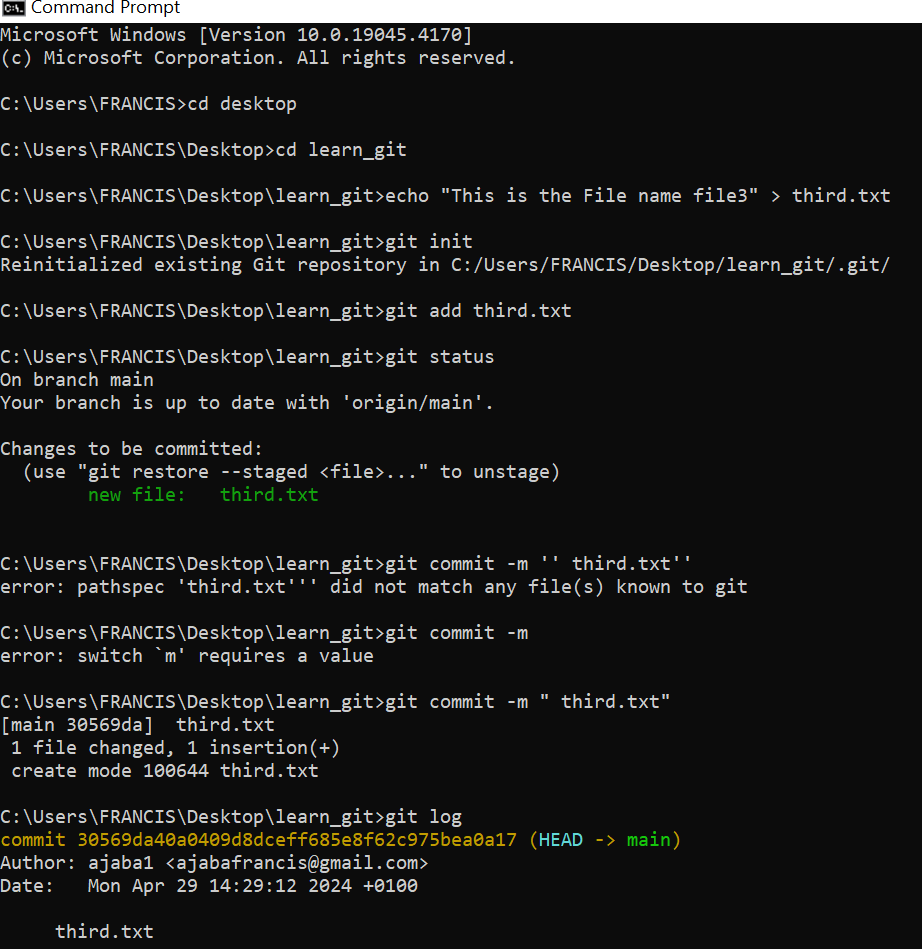 Command Prompt
Microsoft Windows [Version 10.0.19045.4170]
(c) Microsoft Corporation. All rights reserved.
C:\Users\FRANCIS>cd desktop
C:\Users\FRANCIS\Desktop>cd learn_git
C:\Users\FRANCIS\Desktop\learn_git>echo "This is the File name file3" > third.txt
C:\Users\FRANCIS\Desktop\learn_git>git init
Reinitialized existing Git repository in C:/Users/FRANCIS/Desktop/learn_git/.git/
C:\Users\FRANCIS\Desktop\learn_git>git add third.txt
C:\Users\FRANCIS\Desktop\learn_git>git status
On branch main
Your branch is up to date with 'origin/main'.
Changes to be committed:
  (use "git restore --staged <file>..." to unstage)
        new file:   third.txt
C:\Users\FRANCIS\Desktop\learn_git>git commit -m '' third.txt''
error: pathspec 'third.txt''' did not match any file(s) known to git
C:\Users\FRANCIS\Desktop\learn_git>git commit -m
error: switch `m' requires a value
C:\Users\FRANCIS\Desktop\learn_git>git commit -m " third.txt"
[main 30569da]  third.txt
 1 file changed, 1 insertion(+)
 create mode 100644 third.txt
C:\Users\FRANCIS\Desktop\learn_git>git log
commit 30569da40a0409d8dceff685e8f62c975bea0a17 (HEAD -> main)
Author: ajaba1 <ajabafrancis@gmail.com>
Date:   Mon Apr 29 14:29:12 2024 +0100
     third.txt